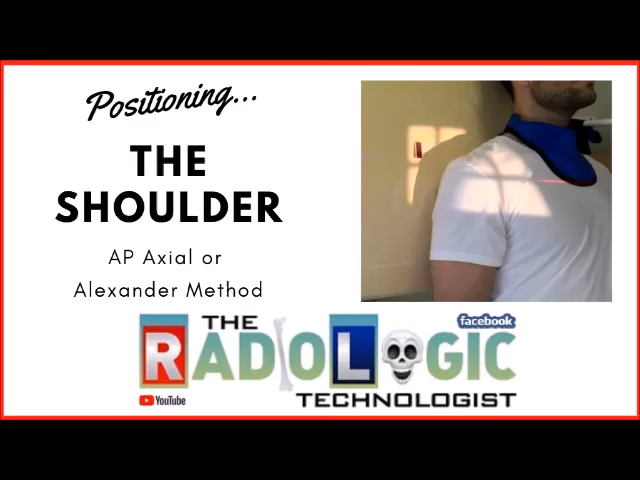 Positioning...
THE
SHOULDER
AP Axial or
Alexander Method
THE
facebook
RADIOLOGIC
YouTube
TECHNOLOGIST